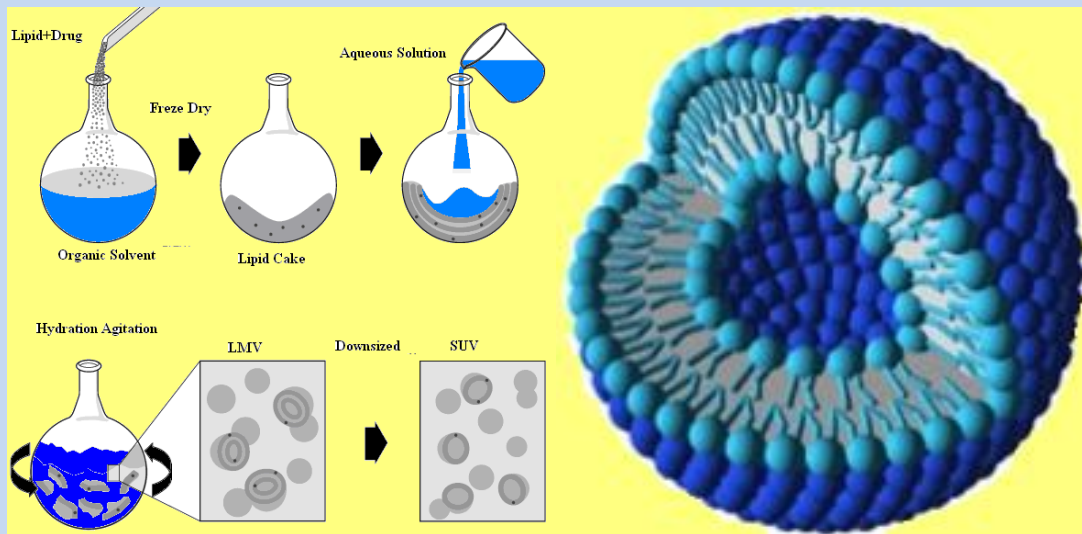 Lipid+Drug
Aqueous Solution
Freze Dry
Organic Solvent
Lipid Cake
Hydration Agitation
LMV
Downsized
SUV